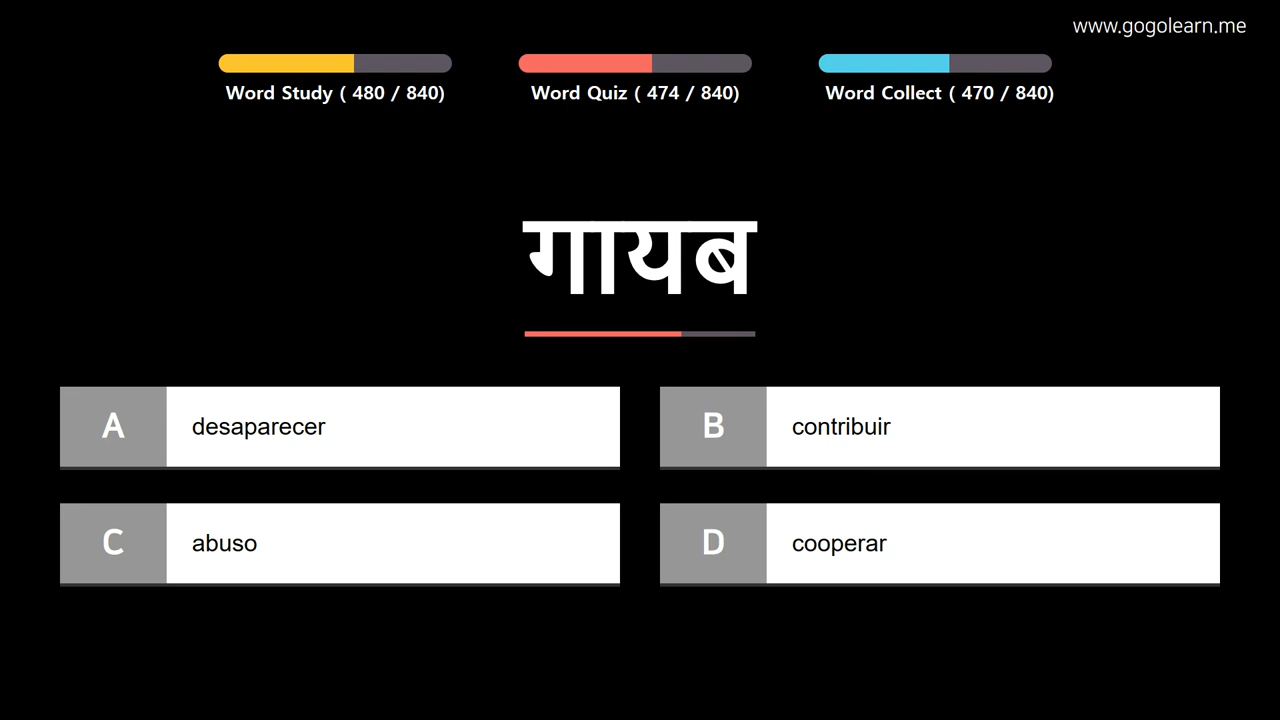 www.gogolearn.me
Word Study ( 480 / 840)
Word Quiz ( 474 / 840)
Word Collect ( 470 / 840)
गायब
A desaparecer
B contribuir
C abuso
D cooperar